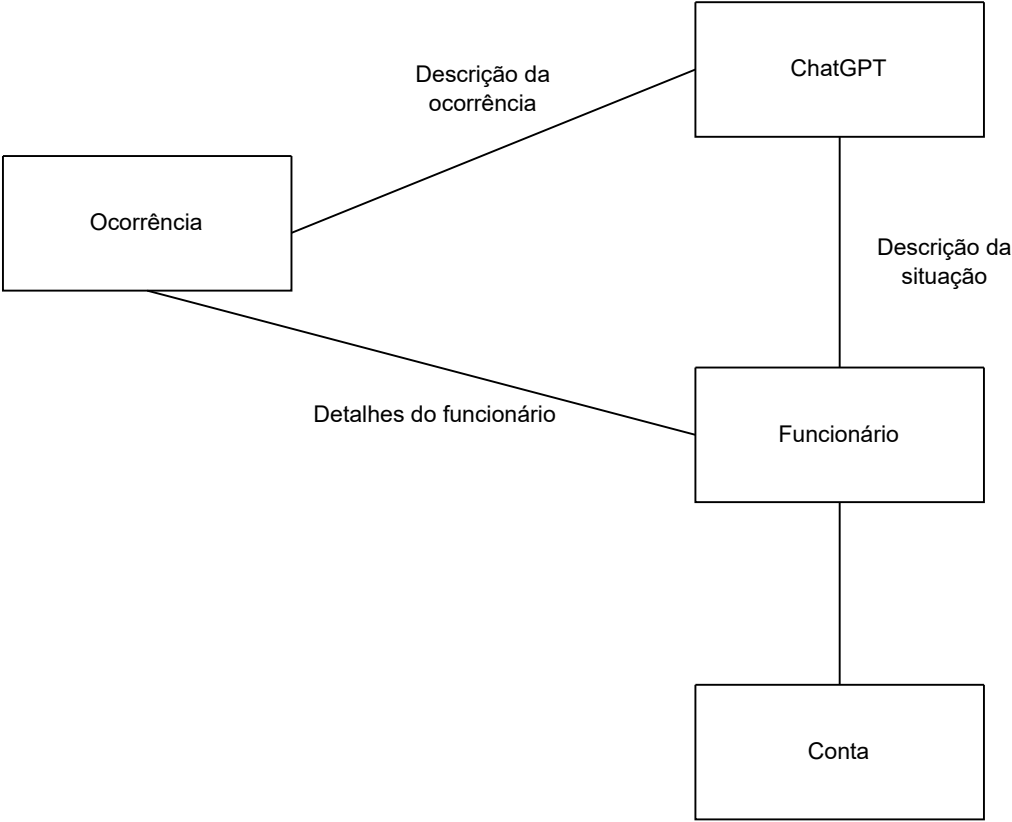 ChatGPT
Descrição da
ocorrência
Ocorrência
Descrição da
situação
Detalhes do funcionário
Funcionário
Conta